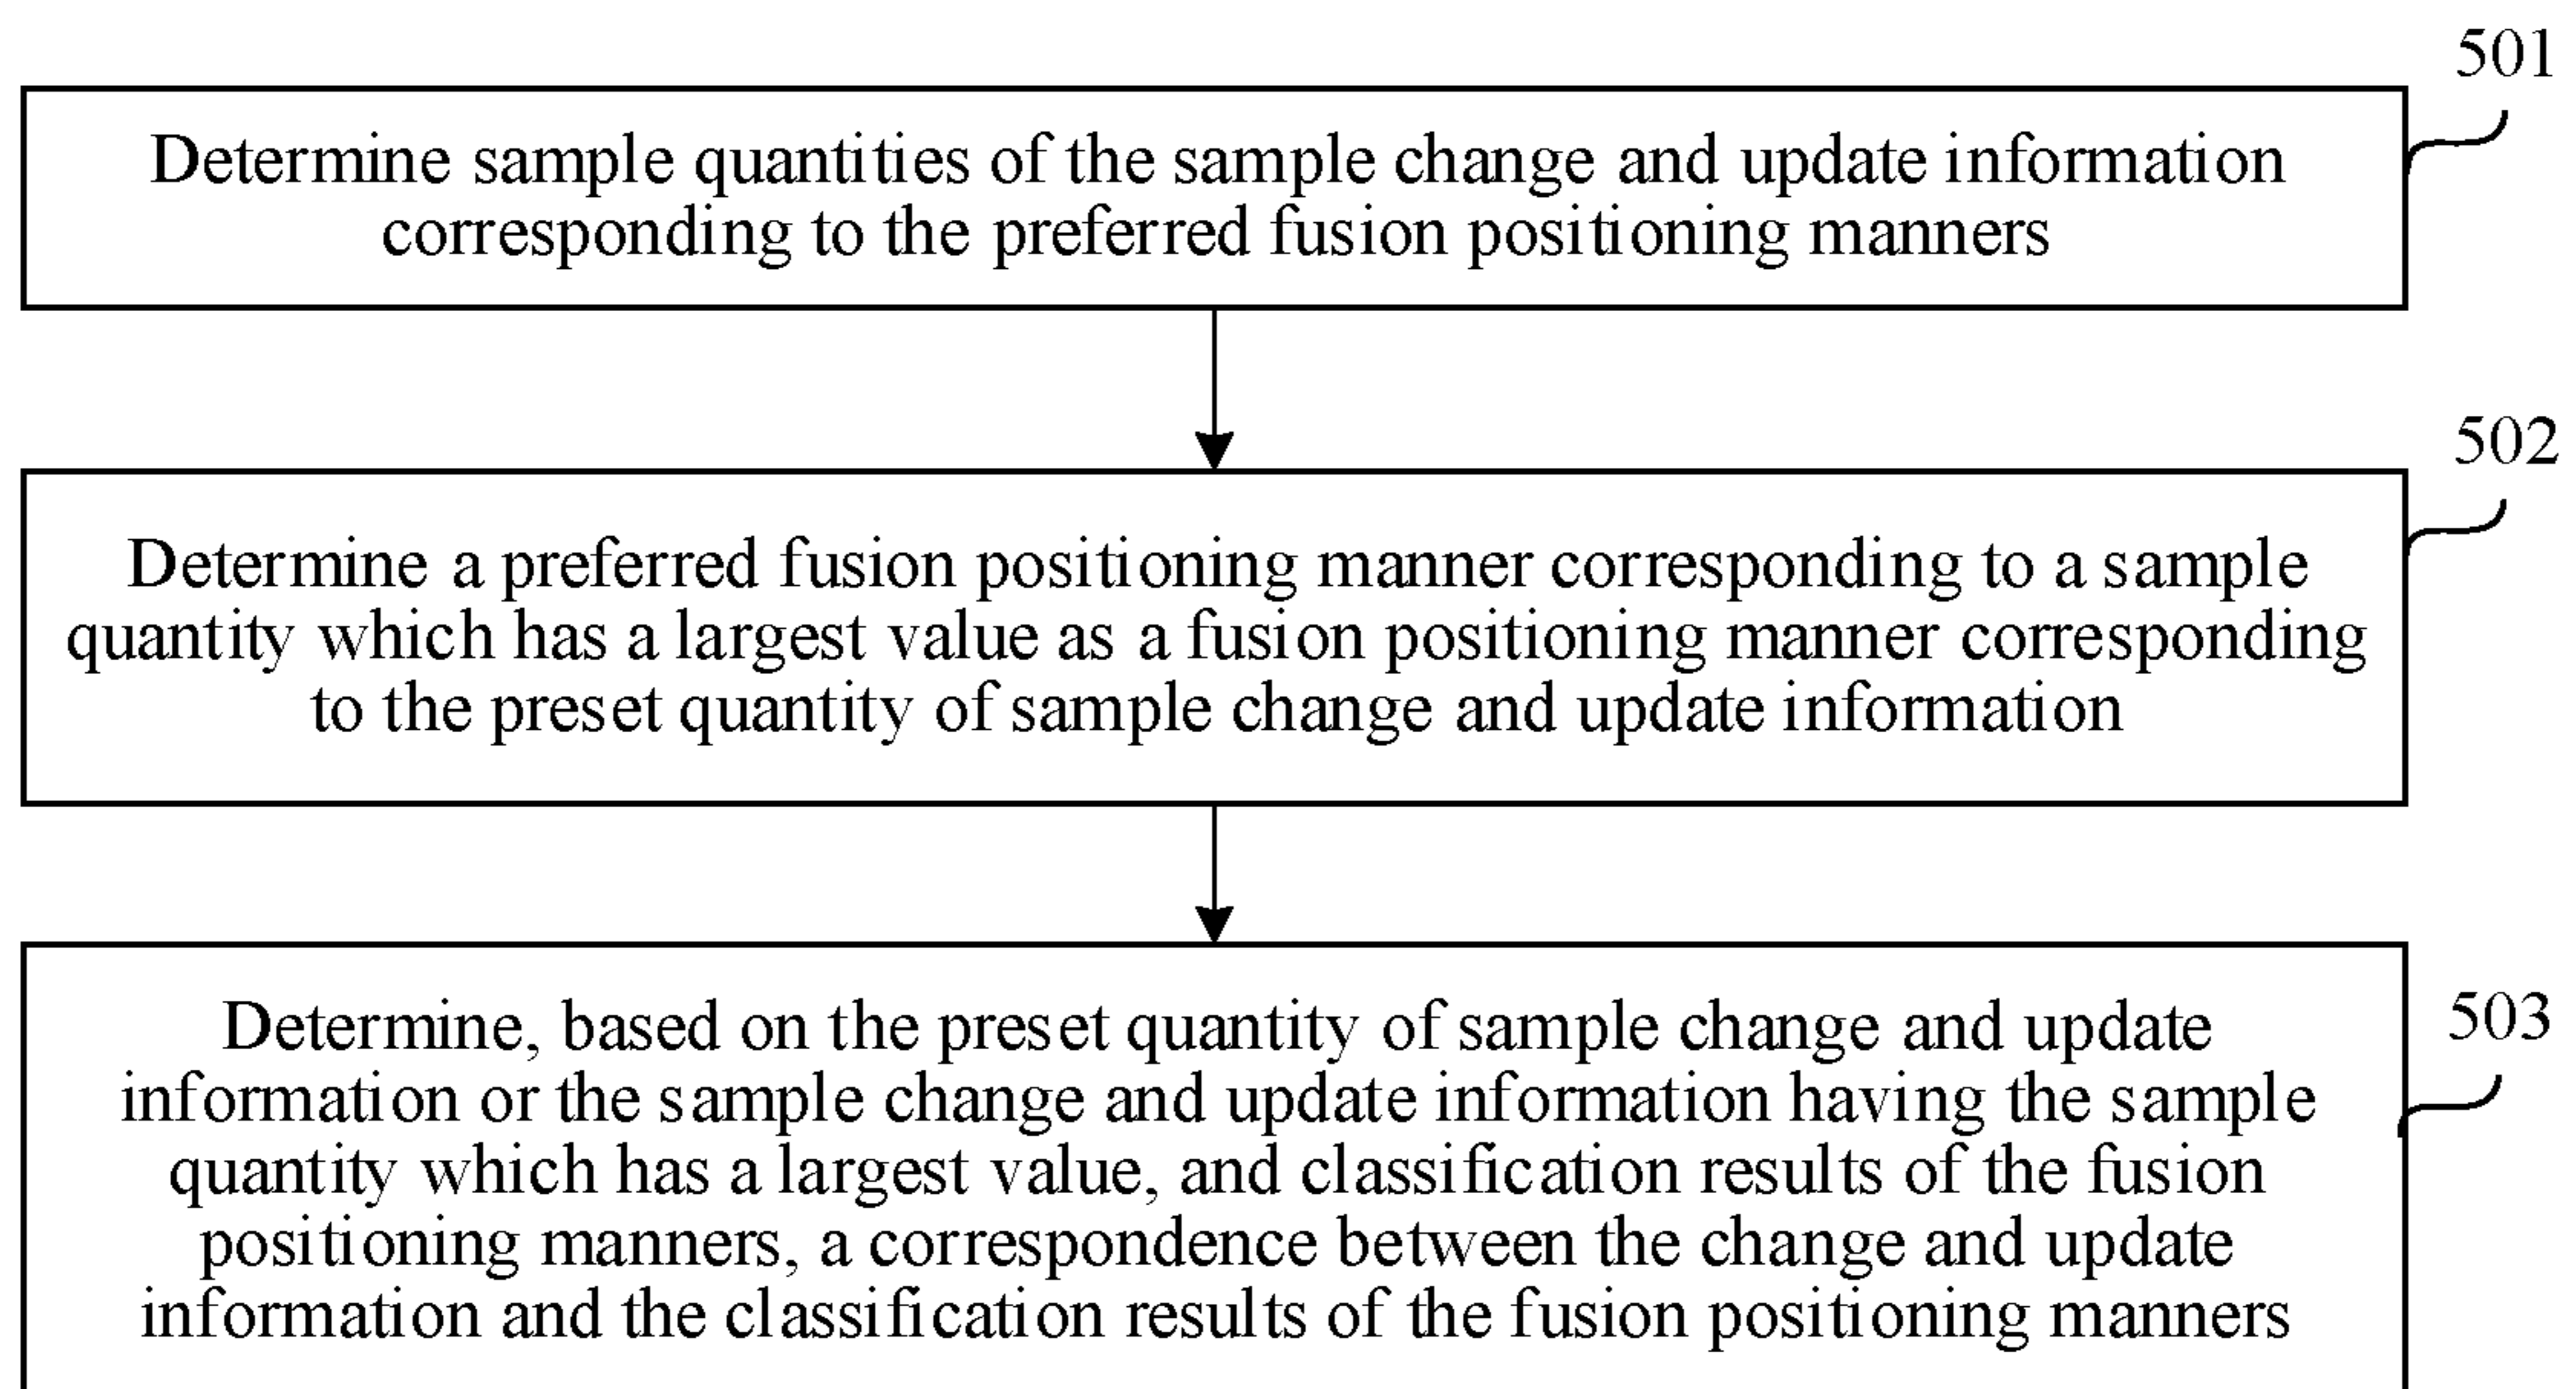 501
Determine sample quantities of the sample change and update information
corresponding to the preferred fusion positioning manners
502
Determine a preferred fusion positioning manner corresponding to a sample
quantity which has a largest value as a fusion positioning manner corresponding
to the preset quantity of sample change and update information
503
Determine, based on the preset quantity of sample change and update
information or the sample change and update information having the sample
quantity which has a largest value, and classification results of the fusion
positioning manners, a correspondence between the change and update
information and the classification results of the fusion positioning manners